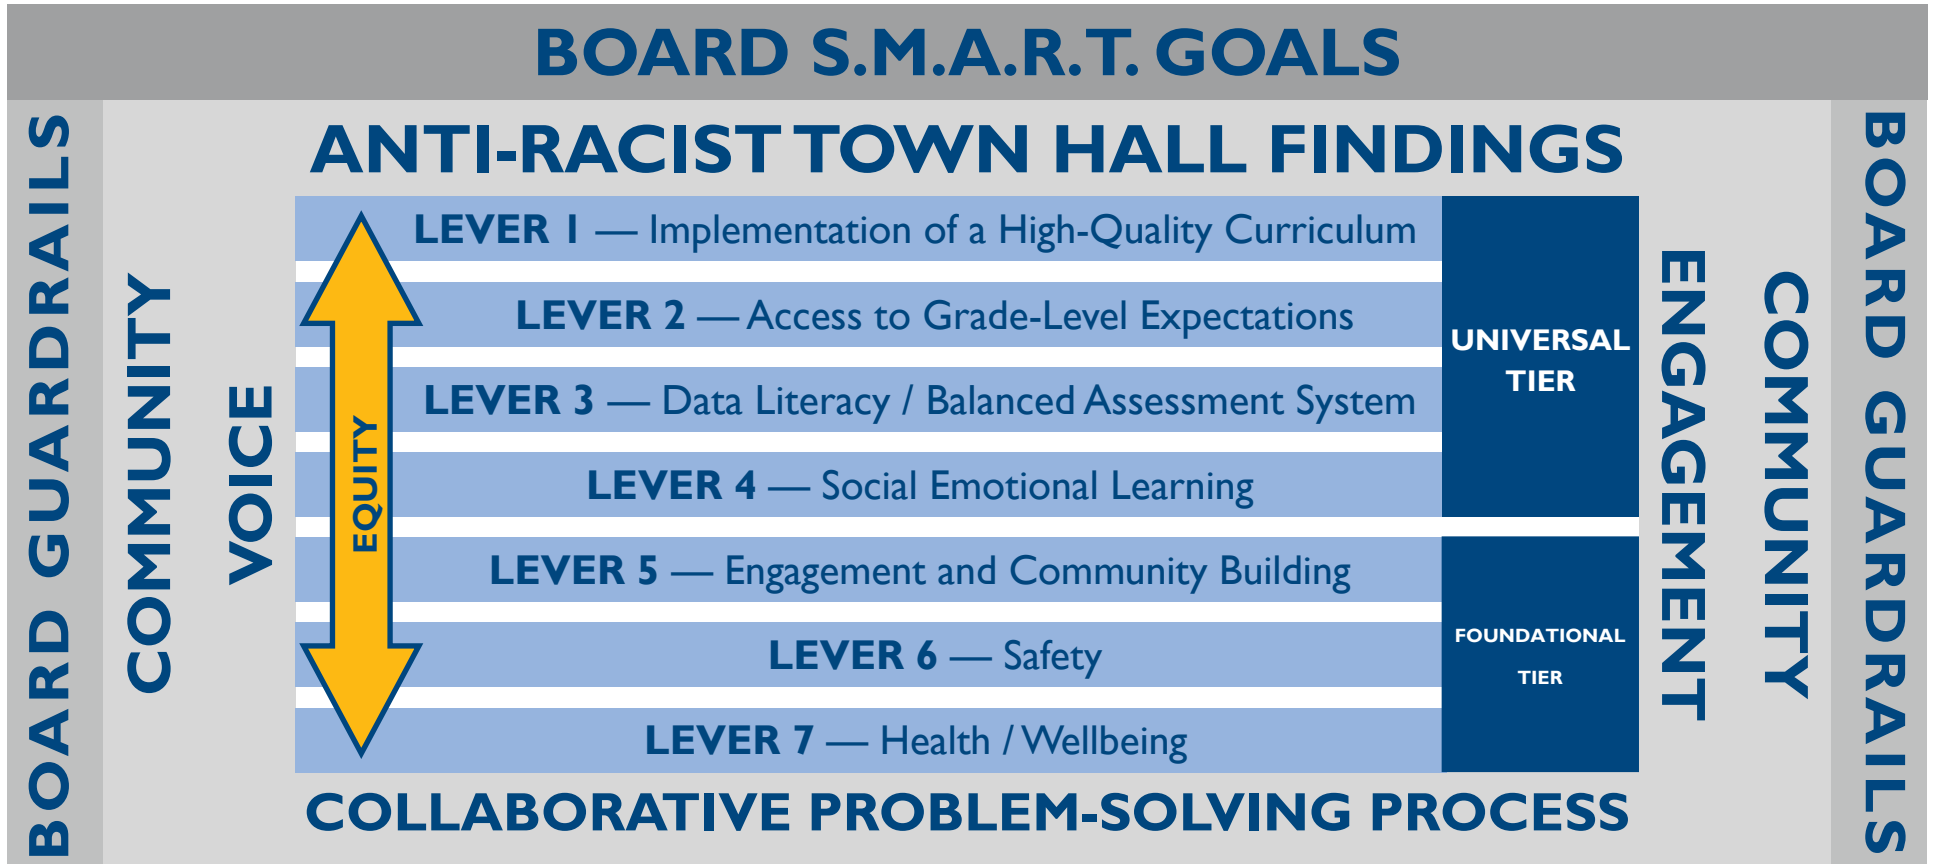 BOARD S.M.A.R.T. GOALS
BOARD GUARDRAILS
COMMUNITY
VOICE
ANTI-RACIST TOWN HALL FINDINGS
EQUITY
LEVER 1 — Implementation of a High-Quality Curriculum
LEVER 2 — Access to Grade-Level Expectations
LEVER 3 — Data Literacy / Balanced Assessment System
LEVER 4 — Social Emotional Learning
LEVER 5 — Engagement and Community Building
LEVER 6 — Safety
LEVER 7 — Health / Wellbeing
UNIVERSAL
TIER
FOUNDATIONAL
TIER
COLLABORATIVE PROBLEM-SOLVING PROCESS
COMMUNITY
ENGAGEMENT
BOARD GUARDRAILS